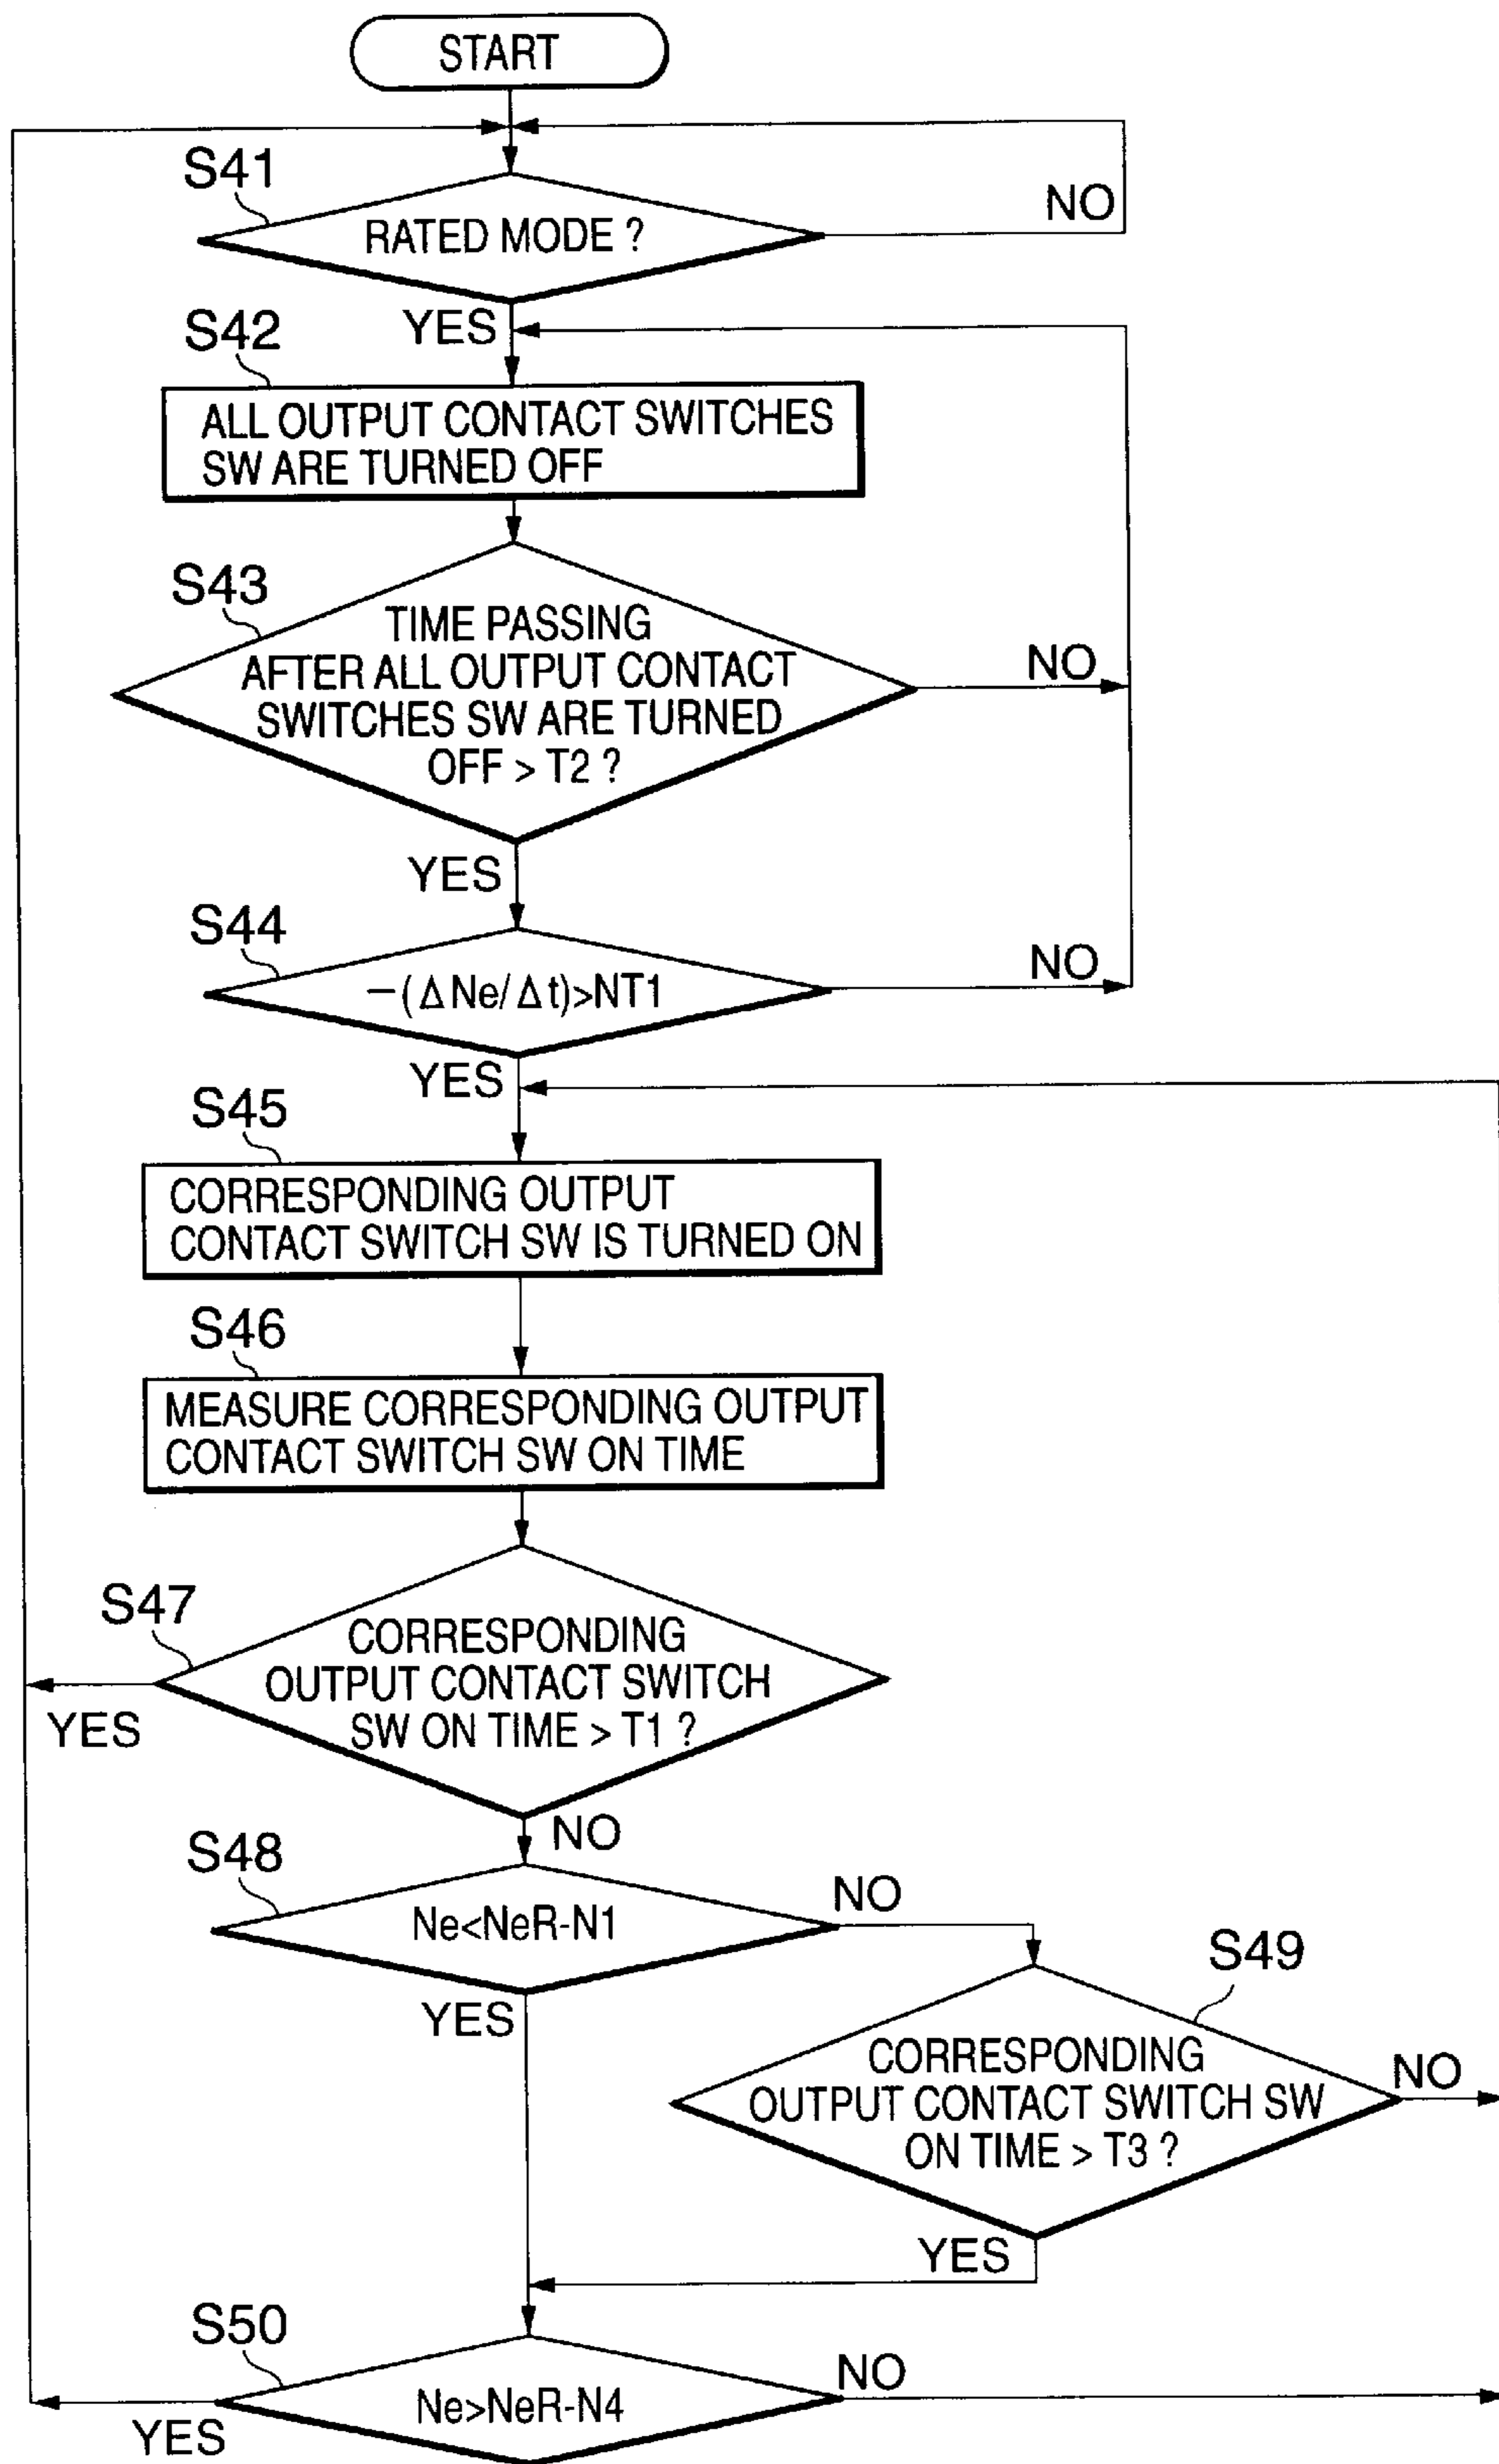 START
S41
RATED MODE ?
NO
YES
S42
ALL OUTPUT CONTACT SWITCHES
SW ARE TURNED OFF
S43
TIME PASSING
AFTER ALL OUTPUT CONTACT
SWITCHES SW ARE TURNED
OFF > T2 ?
NO
YES
S44
−(Δ Ne/Δt)>NT1
NO
YES
S45
CORRESPONDING OUTPUT
CONTACT SWITCH SW IS TURNED ON
S46
MEASURE CORRESPONDING OUTPUT
CONTACT SWITCH SW ON TIME
S47
CORRESPONDING
OUTPUT CONTACT SWITCH
SW ON TIME > T1 ?
YES
NO
S48
Ne<NeR-N1
NO
YES
S49
CORRESPONDING
OUTPUT CONTACT SWITCH SW
ON TIME > T3 ?
NO
YES
S50
Ne>NeR-N4
NO
YES